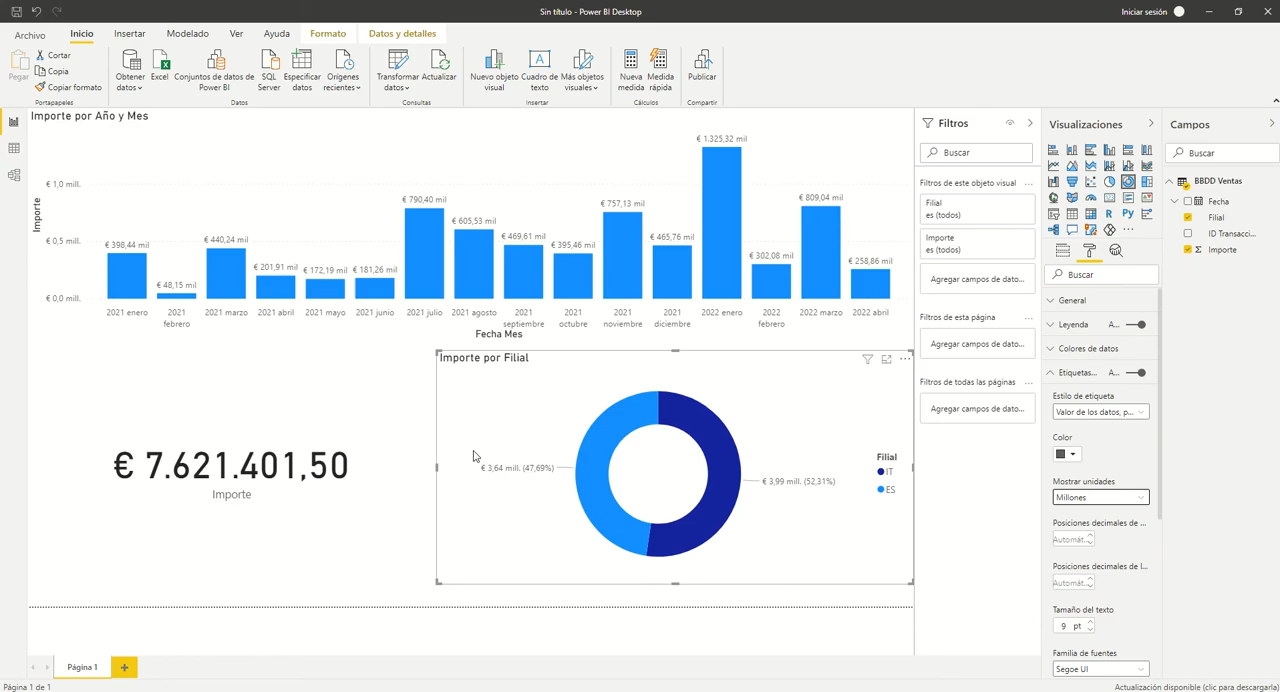 Sin título - Power BI Desktop
Iniciar sesión
Archivo
Inicio
Insertar
Modelado
Ver
Ayuda
Formato
Datos y detalles
Pegar
Cortar
Copia
Copiar formato
Portapapeles
Obtener datos
Excel
Conjuntos de datos de Power BI
SQL Server
Especificar datos
Orígenes recientes
Datos
Transformar datos
Actualizar
Consultas
Nuevo objeto visual
Cuadro de texto
Más objetos visuales
Insertar
Nueva medida
Medida rápida
Cálculos
Publicar
Compartir
Importe por Año y Mes
Importe
€ 1,0 mill.
€ 0,5 mill.
€ 0,0 mill.
€ 398,44 mil
€ 48,15 mil
€ 440,24 mil
€ 201,91 mil
€ 172,19 mil
€ 181,26 mil
€ 790,40 mil
€ 605,53 mil
€ 469,61 mil
€ 395,46 mil
€ 757,13 mil
€ 465,76 mil
€ 1.325,32 mil
€ 302,08 mil
€ 809,04 mil
€ 258,86 mil
2021 enero
2021 febrero
2021 marzo
2021 abril
2021 mayo
2021 junio
2021 julio
2021 agosto
2021 septiembre
2021 octubre
2021 noviembre
2021 diciembre
2022 enero
2022 febrero
2022 marzo
2022 abril
Fecha Mes
€ 7.621.401,50
Importe
Importe por Filial
€ 3,64 mill. (47,69%)
€ 3,99 mill. (52,31%)
Filial
IT
ES
Filtros
Buscar
Filtros de este objeto visual ...
Filial
es (todos)
Importe
es (todos)
Agregar campos de dato...
Filtros de esta página ...
Agregar campos de dato...
Filtros de todas las páginas ...
Agregar campos de dato...
Visualizaciones
R
Py
...
Buscar
General
Leyenda A...
Colores de datos
Etiquetas... A...
Estilo de etiqueta
Valor de los datos, p...
Color
Mostrar unidades
Millones
Posiciones decimales de ...
Automát...
Posiciones decimales de l...
Automát...
Tamaño del texto
9 pt
Familia de fuentes
Segoe UI
Campos
Buscar
BBDD Ventas
Fecha
Filial
ID Transacci...
Σ Importe
Página 1
+
Página 1 de 1
Actualización disponible (clic para descargarla)